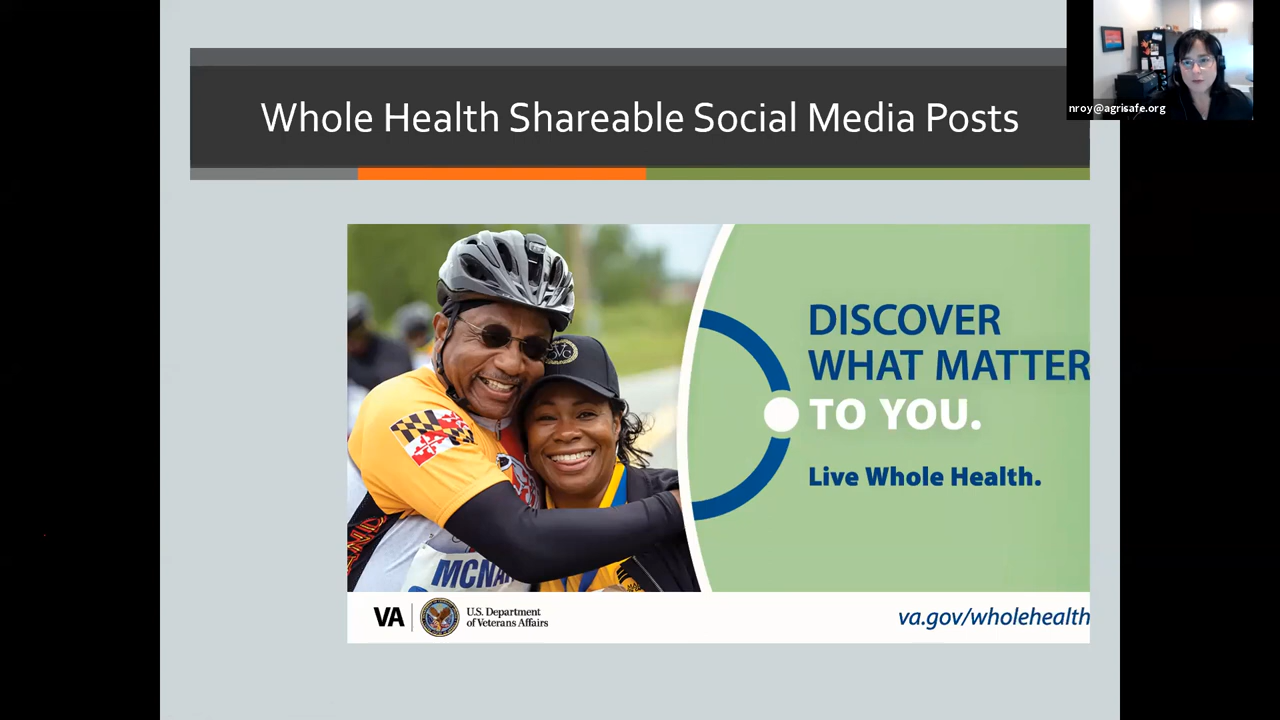 Whole Health Shareable Social Media Posts
nroy@agrisafe.org
DISCOVER
WHAT MATTER
TO YOU.
Live Whole Health.
MCNA
VA
U.S. Department
of Veterans Affairs
va.gov/wholehealth